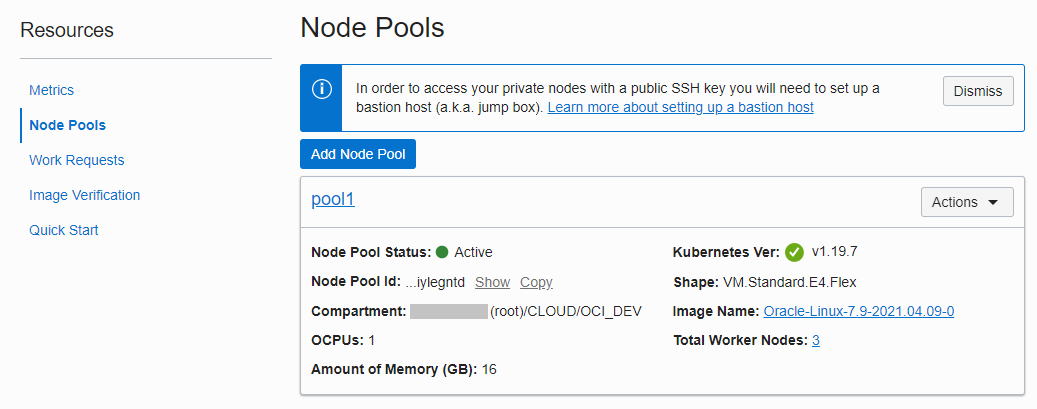 Resources
Metrics
Node Pools
Work Requests
Image Verification
Quick Start
Node Pools
In order to access your private nodes with a public SSH key you will need to set up a
bastion host (a.k.a. jump box). Learn more about setting up a bastion host
Dismiss
Add Node Pool
pool1
Actions
Node Pool Status: Active
Node Pool Id: ...iylegntd Show Copy
Compartment: (root)/CLOUD/OCI_DEV
OCPUs: 1
Amount of Memory (GB): 16
Kubernetes Ver: v1.19.7
Shape: VM.Standard.E4.Flex
Image Name: Oracle-Linux-7.9-2021.04.09-0
Total Worker Nodes: 3